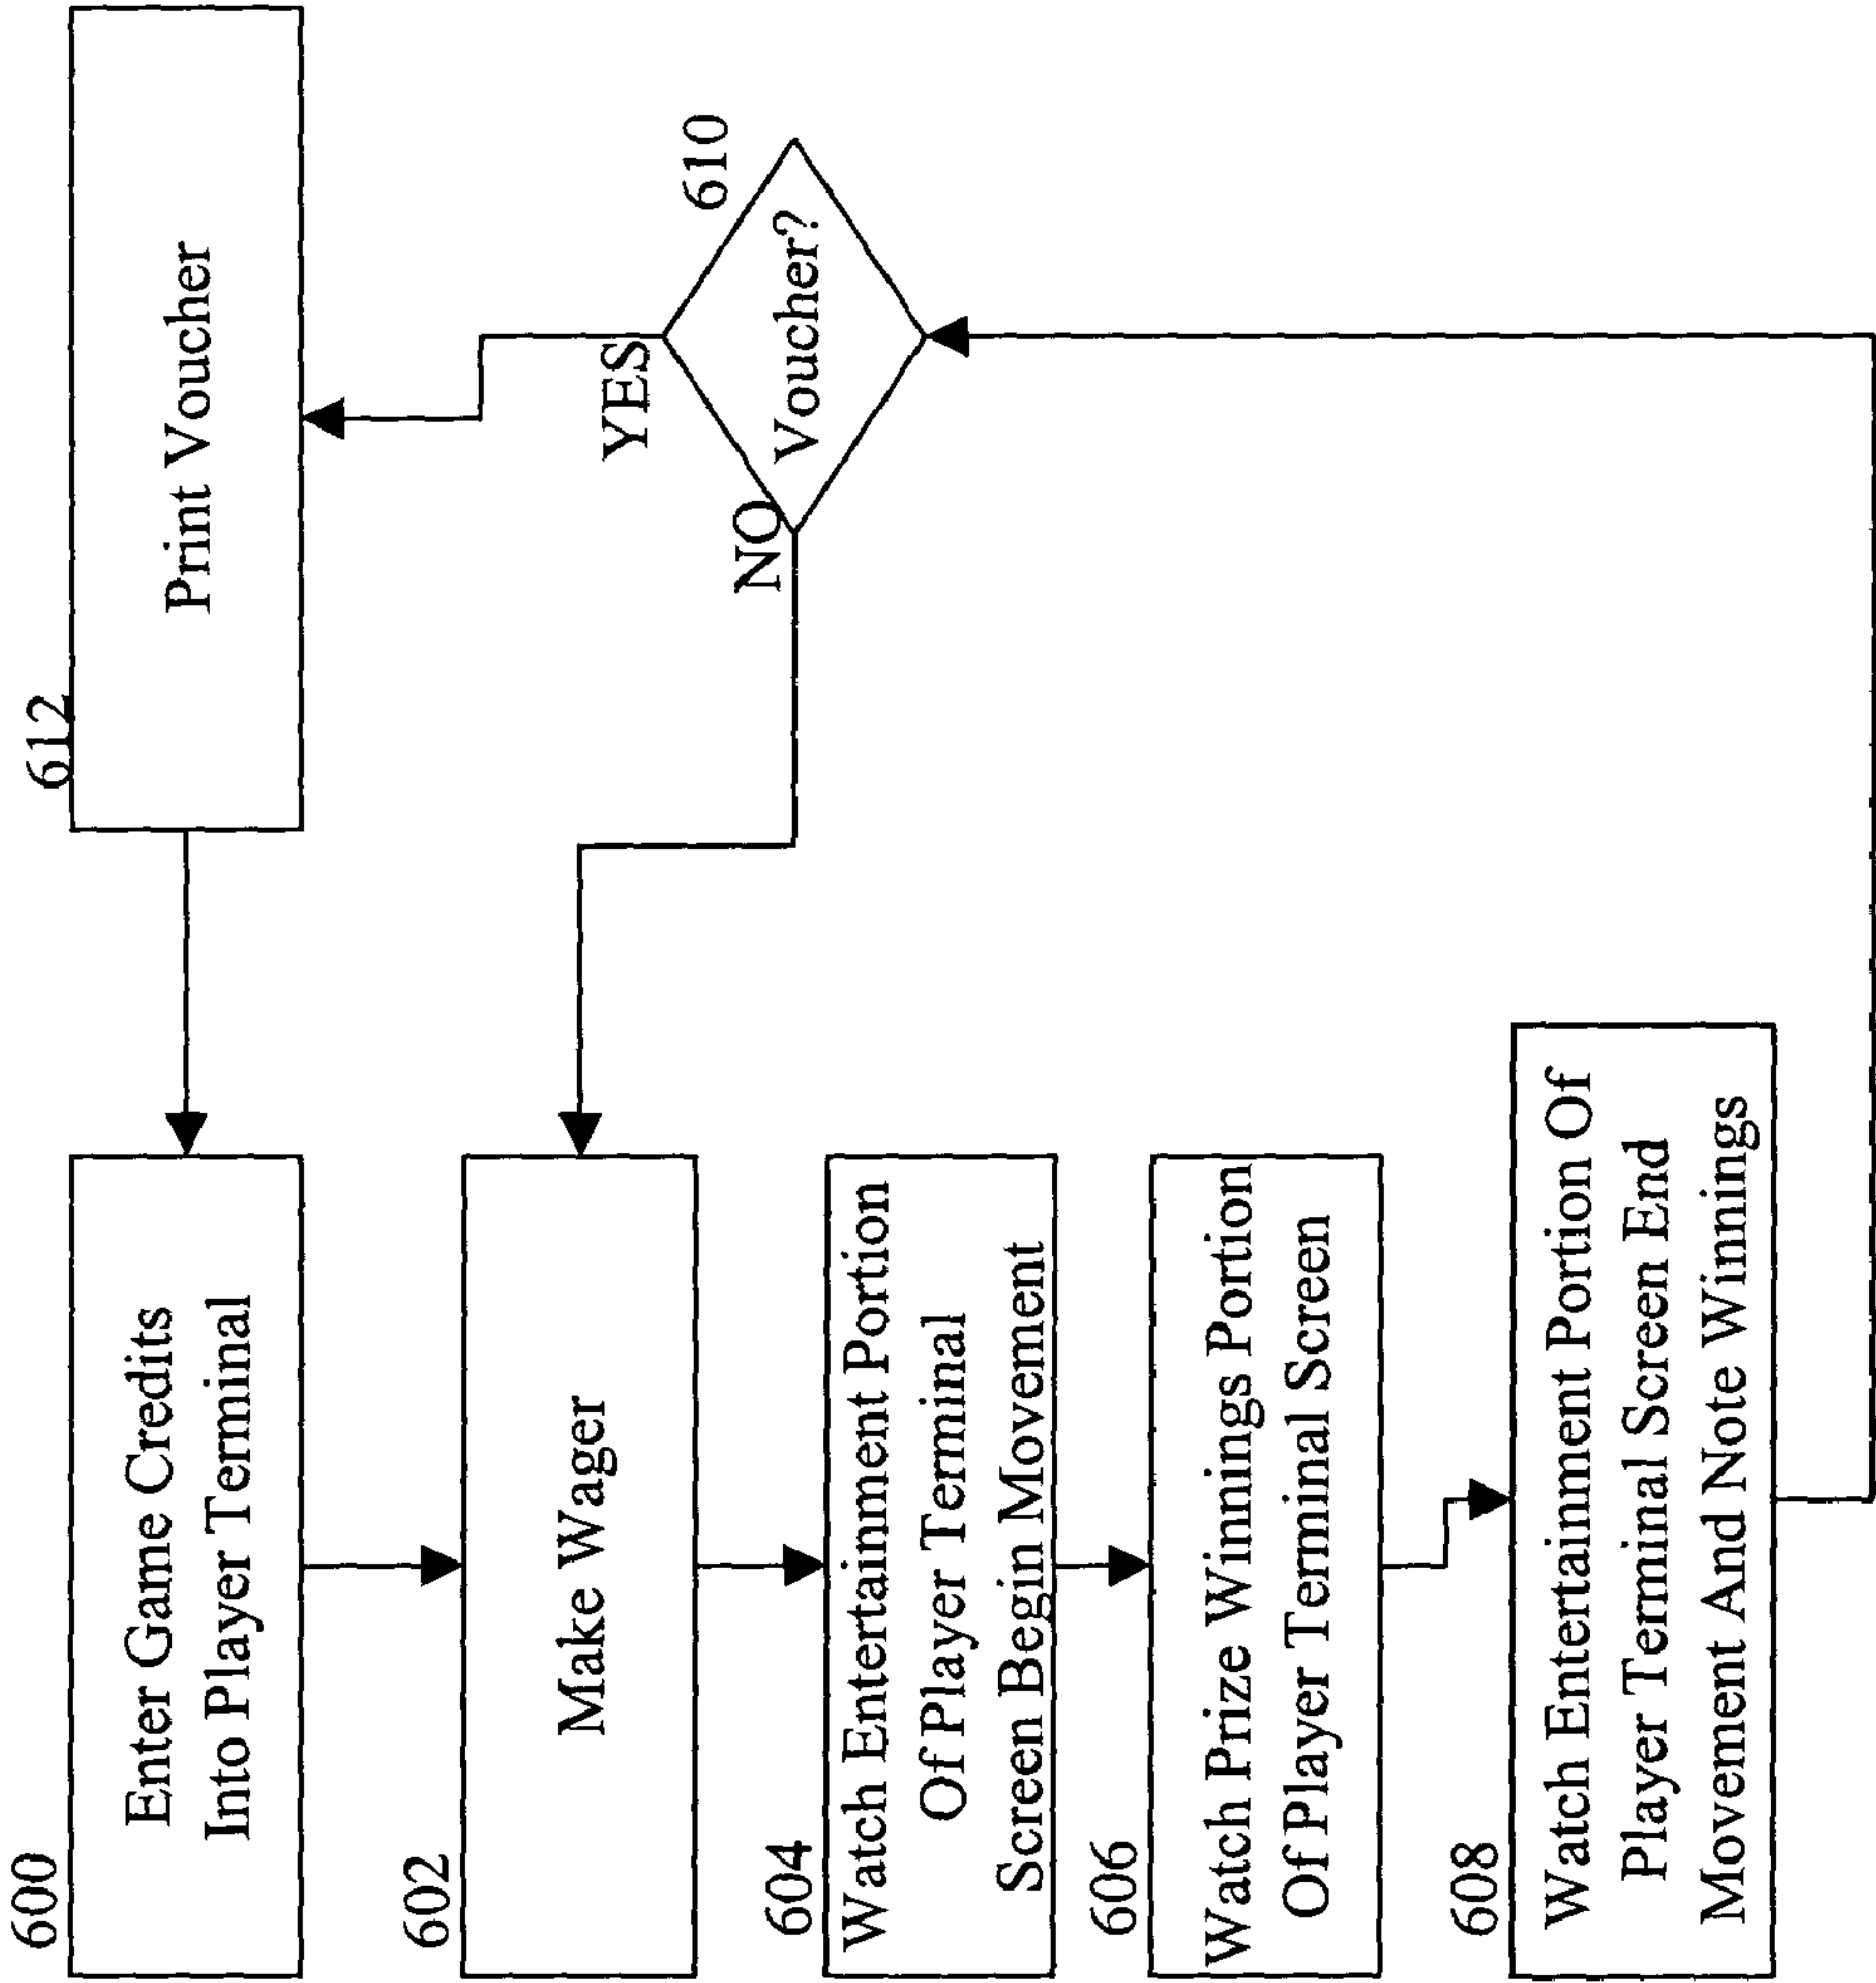 600
Enter Game Credits
Into Player Terminal
602
Make Wager
604
Watch Entertainment Portion
Of Player Terminal
Screen Begin Movement
606
Watch Prize Winnings Portion
Of Player Terminal Screen
608
Watch Entertainment Portion Of
Player Terminal Screen End
Movement And Note Winnings
610
Voucher?
YES
NO
612
Print Voucher